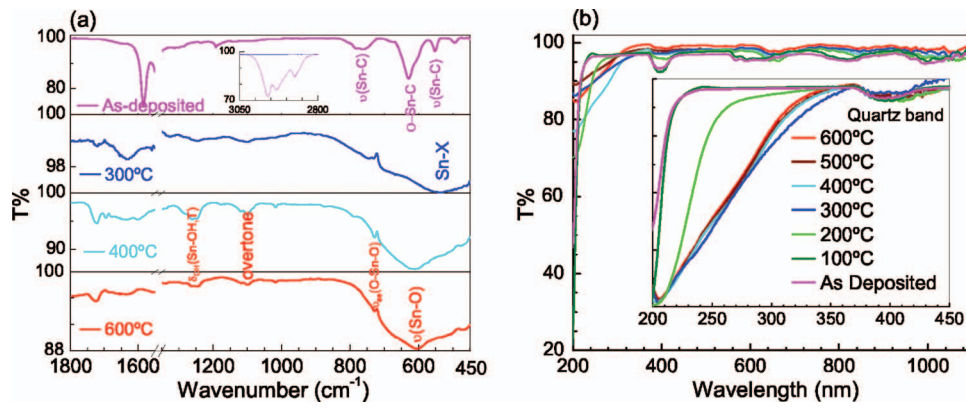 (a)
100
80
100
98
100
90
100
88
T%
As-deposited
300ºC
400ºC
600ºC
100
70
3050
2800
υ(Sn-C)
O-Sn-C
υ(Sn-C)
Sn-X
δOH(Sn-OH,T)
overtone
υas(O-Sn-O)
υ(Sn-O)
1800
1600
1200
1000
800
600
450
Wavenumber (cm-1)
(b)
100
80
60
40
20
T%
Quartz band
600ºC
500ºC
400ºC
300ºC
200ºC
100ºC
As Deposited
200 250 300 350 400 450
200
400
600
800
1000
Wavelength (nm)